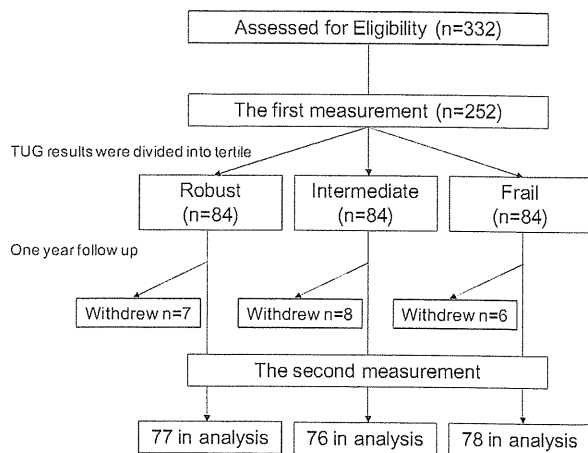 Assessed for Eligibility (n=332)
The first measurement (n=252)
TUG results were divided into tertile
Robust
(n=84)
Intermediate
(n=84)
Frail
(n=84)
One year follow up
Withdrew n=7
Withdrew n=8
Withdrew n=6
The second measurement
77 in analysis
76 in analysis
78 in analysis